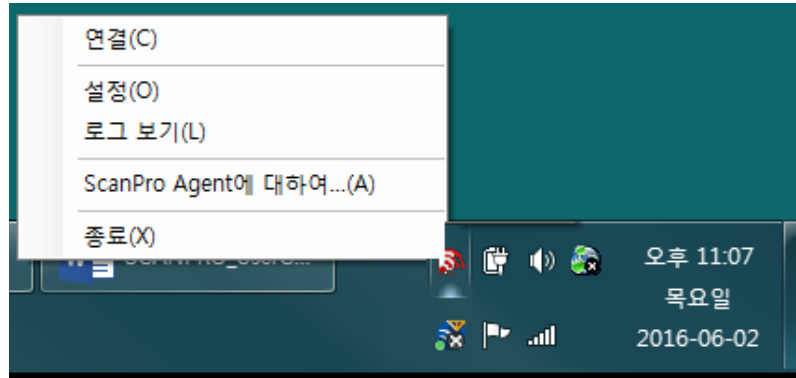 연결(C)
설정(O)
로그 보기(L)
ScanPro Agent에 대하여...(A)
종료(X)
오후 11:07
목요일
2016-06-02